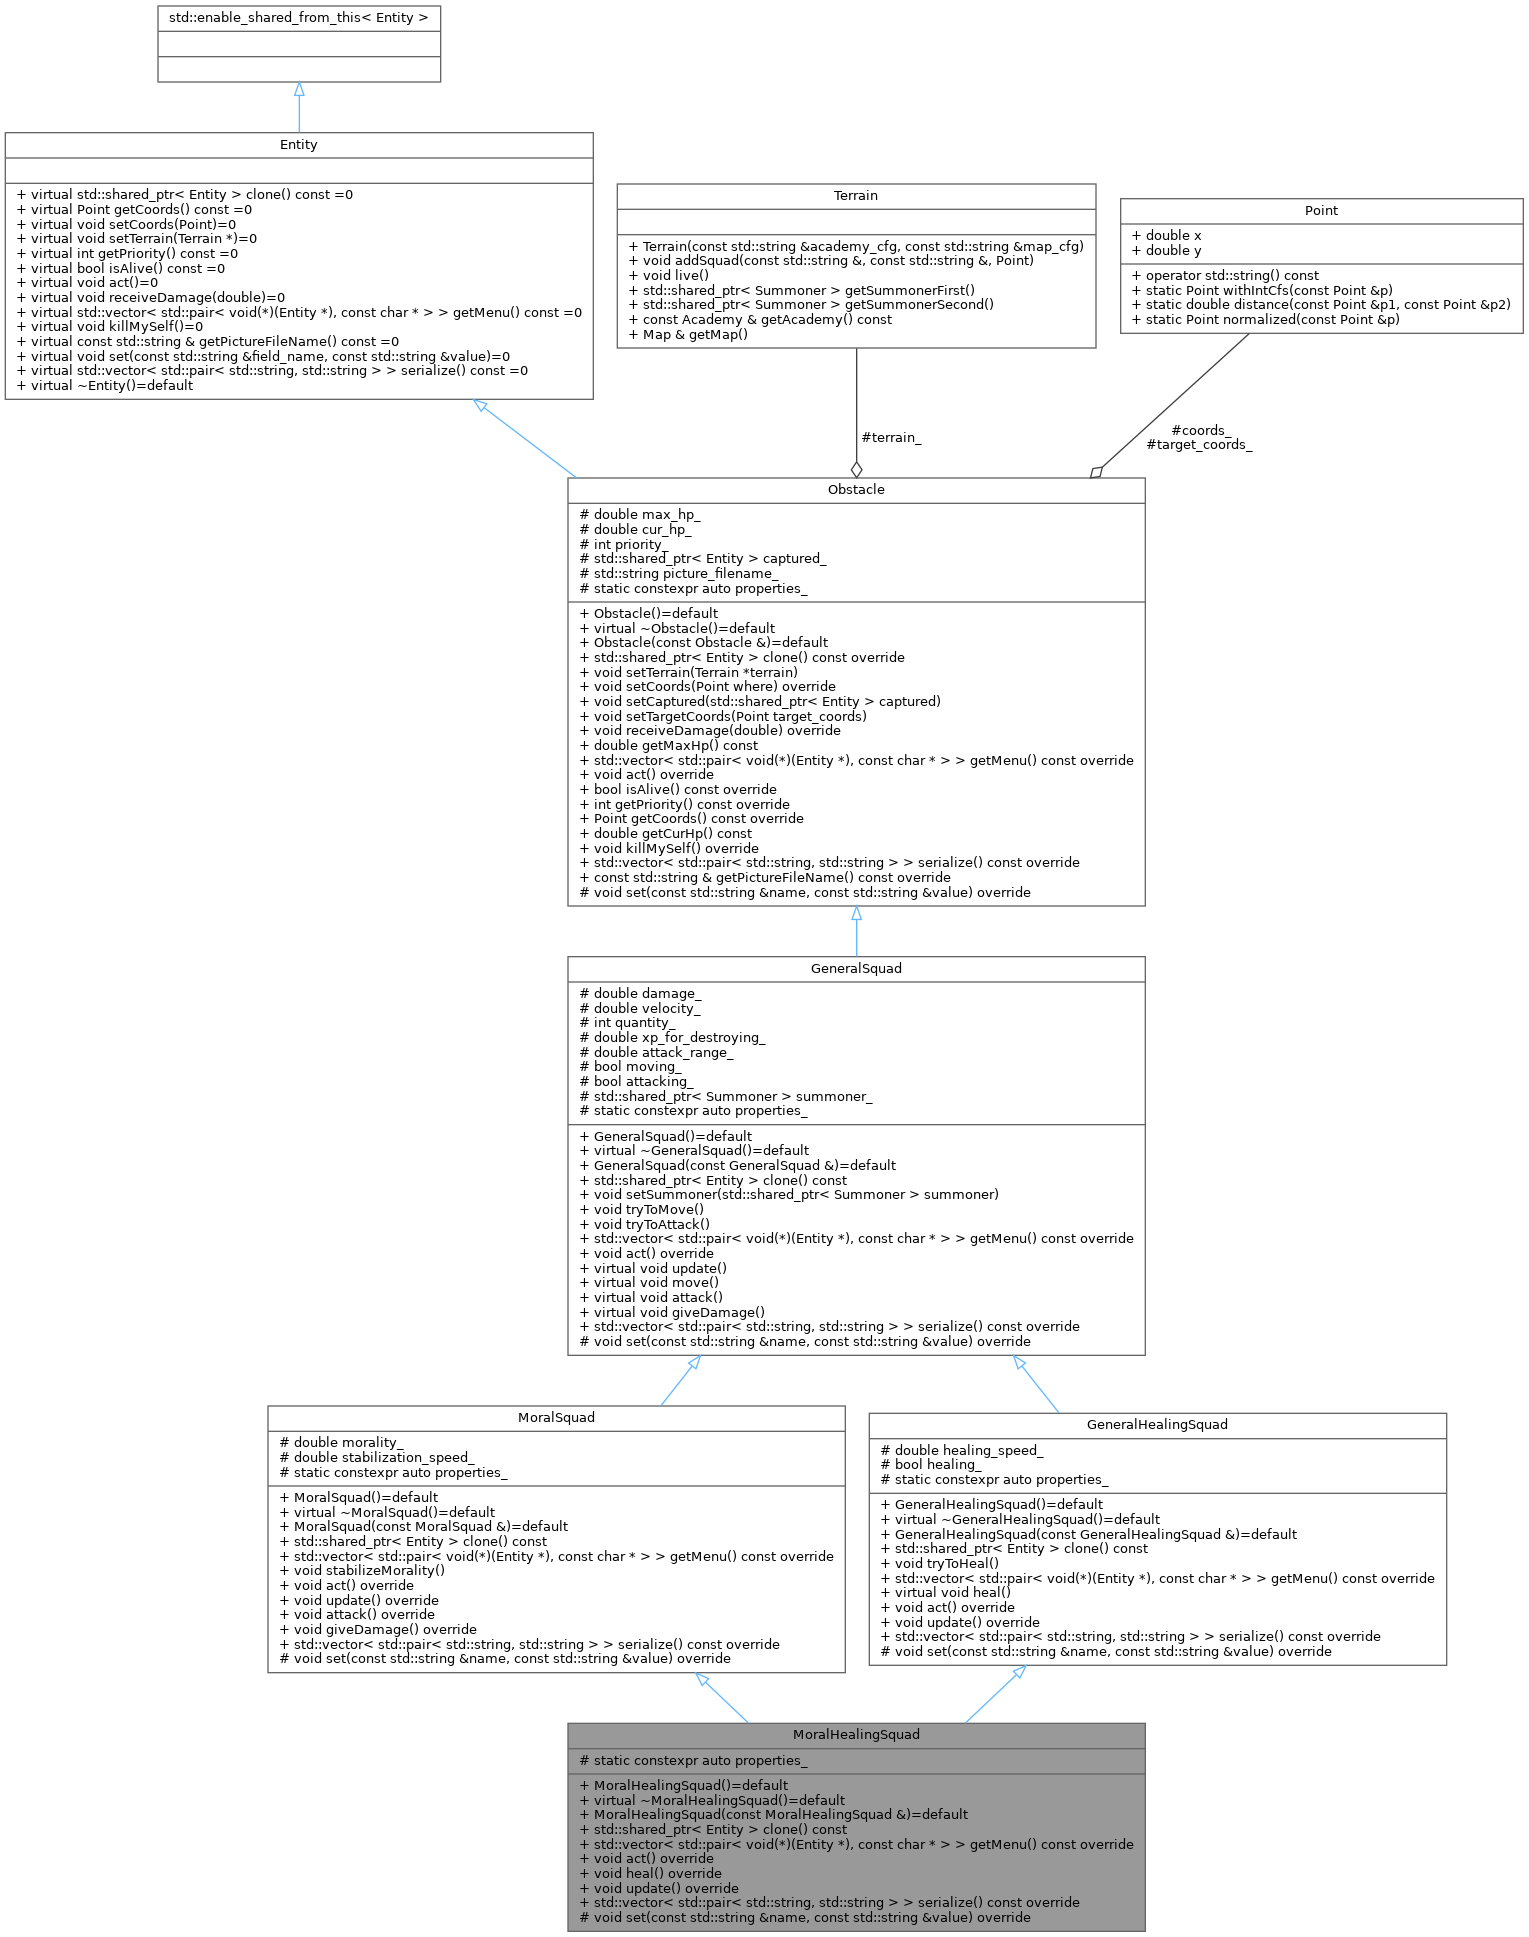 std::enable_shared_from_this< Entity >
Entity
+ virtual std::shared_ptr< Entity > clone() const =0
+ virtual Point getCoords() const =0
+ virtual void setCoords(Point)=0
+ virtual void setTerrain(Terrain *)=0
+ virtual int getPriority() const =0
+ virtual bool isAlive() const =0
+ virtual void act()=0
+ virtual void receiveDamage(double)=0
+ virtual std::vector< std::pair< void(*)(Entity *), const char * > > getMenu() const =0
+ virtual void killMySelf()=0
+ virtual const std::string & getPictureFileName() const =0
+ virtual void set(const std::string &field_name, const std::string &value)=0
+ virtual std::vector< std::pair< std::string, std::string > > serialize() const =0
+ virtual ~Entity()=default
Terrain
+ Terrain(const std::string &academy_cfg, const std::string &map_cfg)
+ void addSquad(const std::string &, const std::string &, Point)
+ void live()
+ std::shared_ptr< Summoner > getSummonerFirst()
+ std::shared_ptr< Summoner > getSummonerSecond()
+ const Academy & getAcademy() const
+ Map & getMap()
Point
+ double x
+ double y
+ operator std::string() const
+ static Point withIntCfs(const Point &p)
+ static double distance(const Point &p1, const Point &p2)
+ static Point normalized(const Point &p)
#terrain_
#coords_
#target_coords_
Obstacle
# double max_hp_
# double cur_hp_
# int priority_
# std::shared_ptr< Entity > captured_
# std::string picture_filename_
# static constexpr auto properties_
+ Obstacle()=default
+ virtual ~Obstacle()=default
+ Obstacle(const Obstacle &)=default
+ std::shared_ptr< Entity > clone() const override
+ void setTerrain(Terrain *terrain)
+ void setCoords(Point where) override
+ void setCaptured(std::shared_ptr< Entity > captured)
+ void setTargetCoords(Point target_coords)
+ void receiveDamage(double) override
+ double getMaxHp() const
+ std::vector< std::pair< void(*)(Entity *), const char * > > getMenu() const override
+ void act() override
+ bool isAlive() const override
+ int getPriority() const override
+ Point getCoords() const override
+ double getCurHp() const
+ void killMySelf() override
+ std::vector< std::pair< std::string, std::string > > serialize() const override
+ const std::string & getPictureFileName() const override
# void set(const std::string &name, const std::string &value) override
GeneralSquad
# double damage_
# double velocity_
# int quantity_
# double xp_for_destroying_
# double attack_range_
# bool moving_
# bool attacking_
# std::shared_ptr< Summoner > summoner_
# static constexpr auto properties_
+ GeneralSquad()=default
+ virtual ~GeneralSquad()=default
+ GeneralSquad(const GeneralSquad &)=default
+ std::shared_ptr< Entity > clone() const
+ void setSummoner(std::shared_ptr< Summoner > summoner)
+ void tryToMove()
+ void tryToAttack()
+ std::vector< std::pair< void(*)(Entity *), const char * > > getMenu() const override
+ void act() override
+ virtual void update()
+ virtual void move()
+ virtual void attack()
+ virtual void giveDamage()
+ std::vector< std::pair< std::string, std::string > > serialize() const override
# void set(const std::string &name, const std::string &value) override
MoralSquad
# double morality_
# double stabilization_speed_
# static constexpr auto properties_
+ MoralSquad()=default
+ virtual ~MoralSquad()=default
+ MoralSquad(const MoralSquad &)=default
+ std::shared_ptr< Entity > clone() const
+ std::vector< std::pair< void(*)(Entity *), const char * > > getMenu() const override
+ void stabilizeMorality()
+ void act() override
+ void update() override
+ void attack() override
+ void giveDamage() override
+ std::vector< std::pair< std::string, std::string > > serialize() const override
# void set(const std::string &name, const std::string &value) override
GeneralHealingSquad
# double healing_speed_
# bool healing_
# static constexpr auto properties_
+ GeneralHealingSquad()=default
+ virtual ~GeneralHealingSquad()=default
+ GeneralHealingSquad(const GeneralHealingSquad &)=default
+ std::shared_ptr< Entity > clone() const
+ void tryToHeal()
+ std::vector< std::pair< void(*)(Entity *), const char * > > getMenu() const override
+ virtual void heal()
+ void act() override
+ void update() override
+ std::vector< std::pair< std::string, std::string > > serialize() const override
# void set(const std::string &name, const std::string &value) override
MoralHealingSquad
# static constexpr auto properties_
+ MoralHealingSquad()=default
+ virtual ~MoralHealingSquad()=default
+ MoralHealingSquad(const MoralHealingSquad &)=default
+ std::shared_ptr< Entity > clone() const
+ std::vector< std::pair< void(*)(Entity *), const char * > > getMenu() const override
+ void act() override
+ void heal() override
+ void update() override
+ std::vector< std::pair< std::string, std::string > > serialize() const override
# void set(const std::string &name, const std::string &value) override